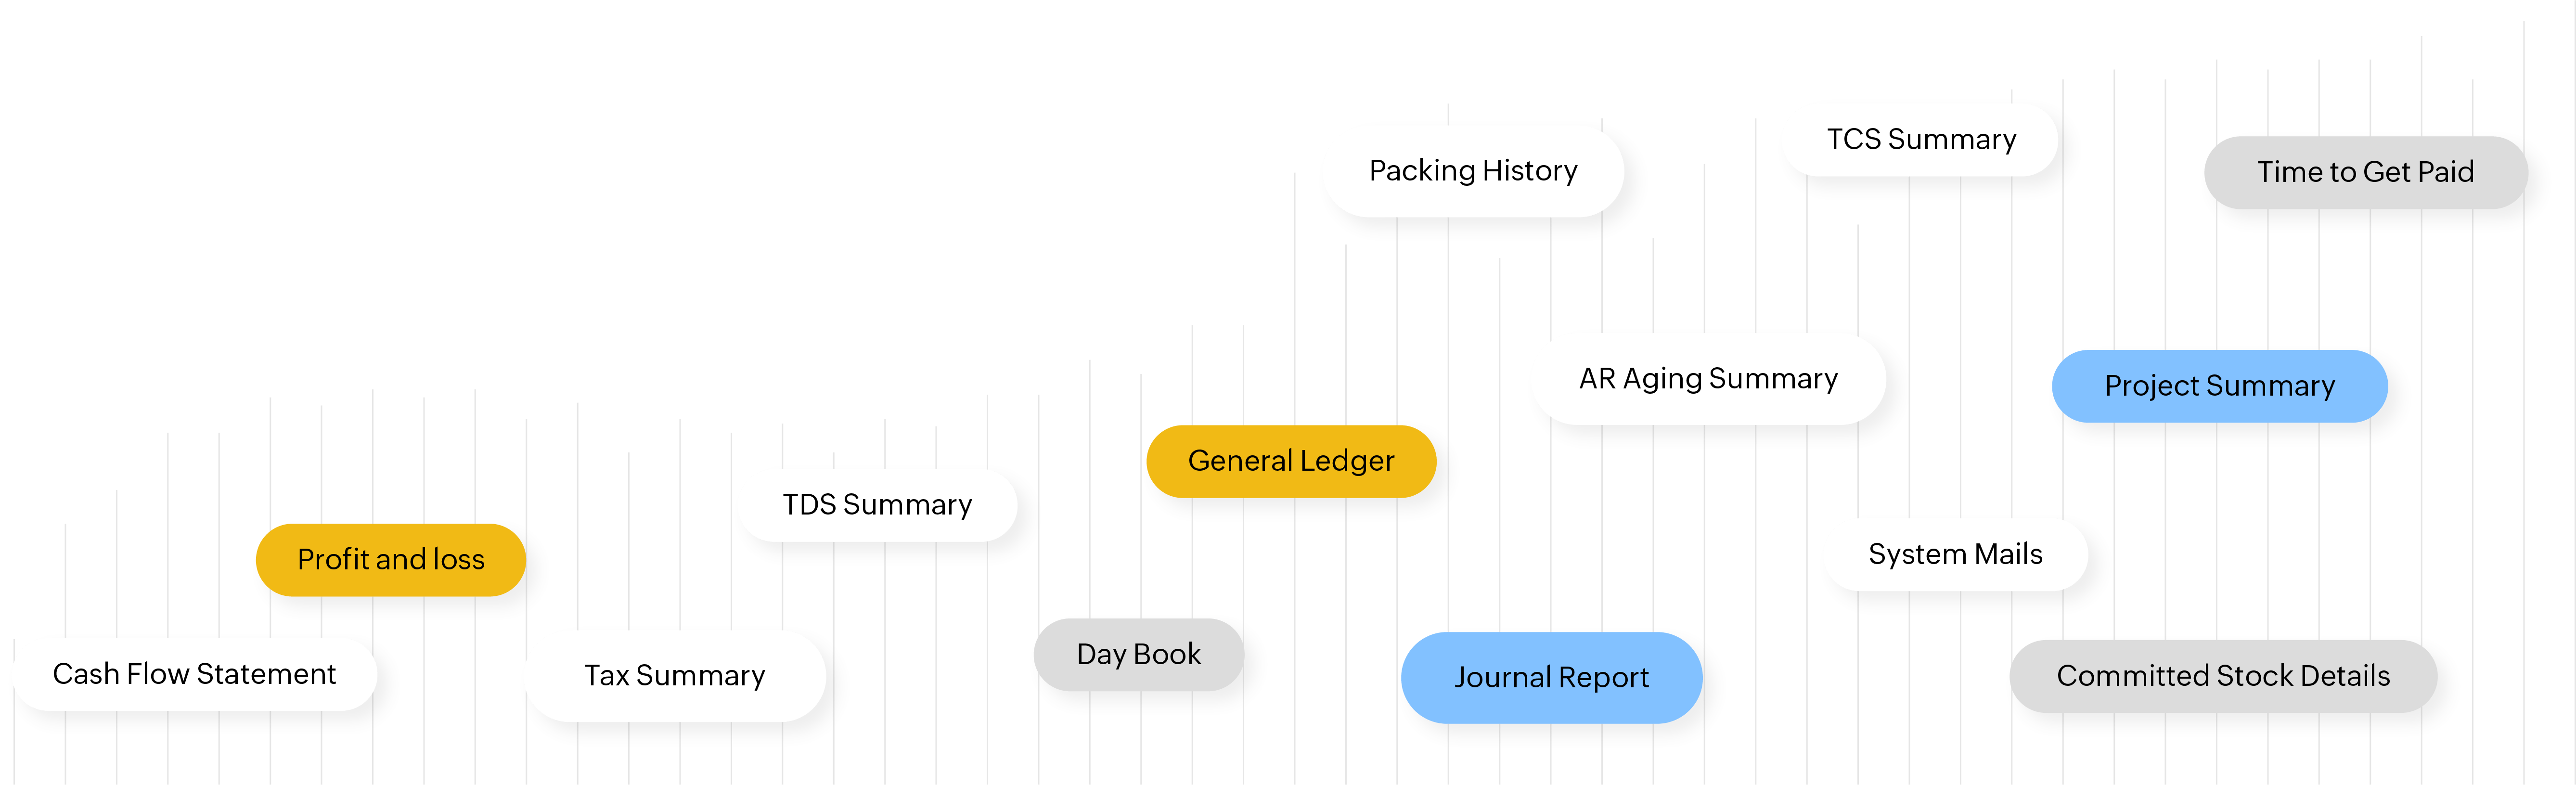 TCS Summary
Packing History
Time to Get Paid
AR Aging Summary
Project Summary
General Ledger
TDS Summary
System Mails
Profit and loss
Day Book
Cash Flow Statement
Tax Summary
Journal Report
Committed Stock Details